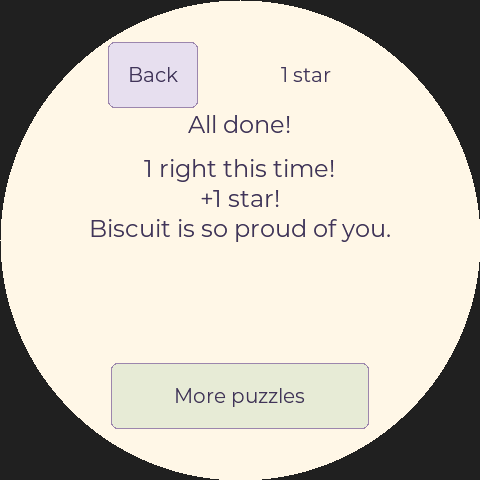 Back
1 star
All done!
1 right this time!
+1 star!
Biscuit is so proud of you.
More puzzles